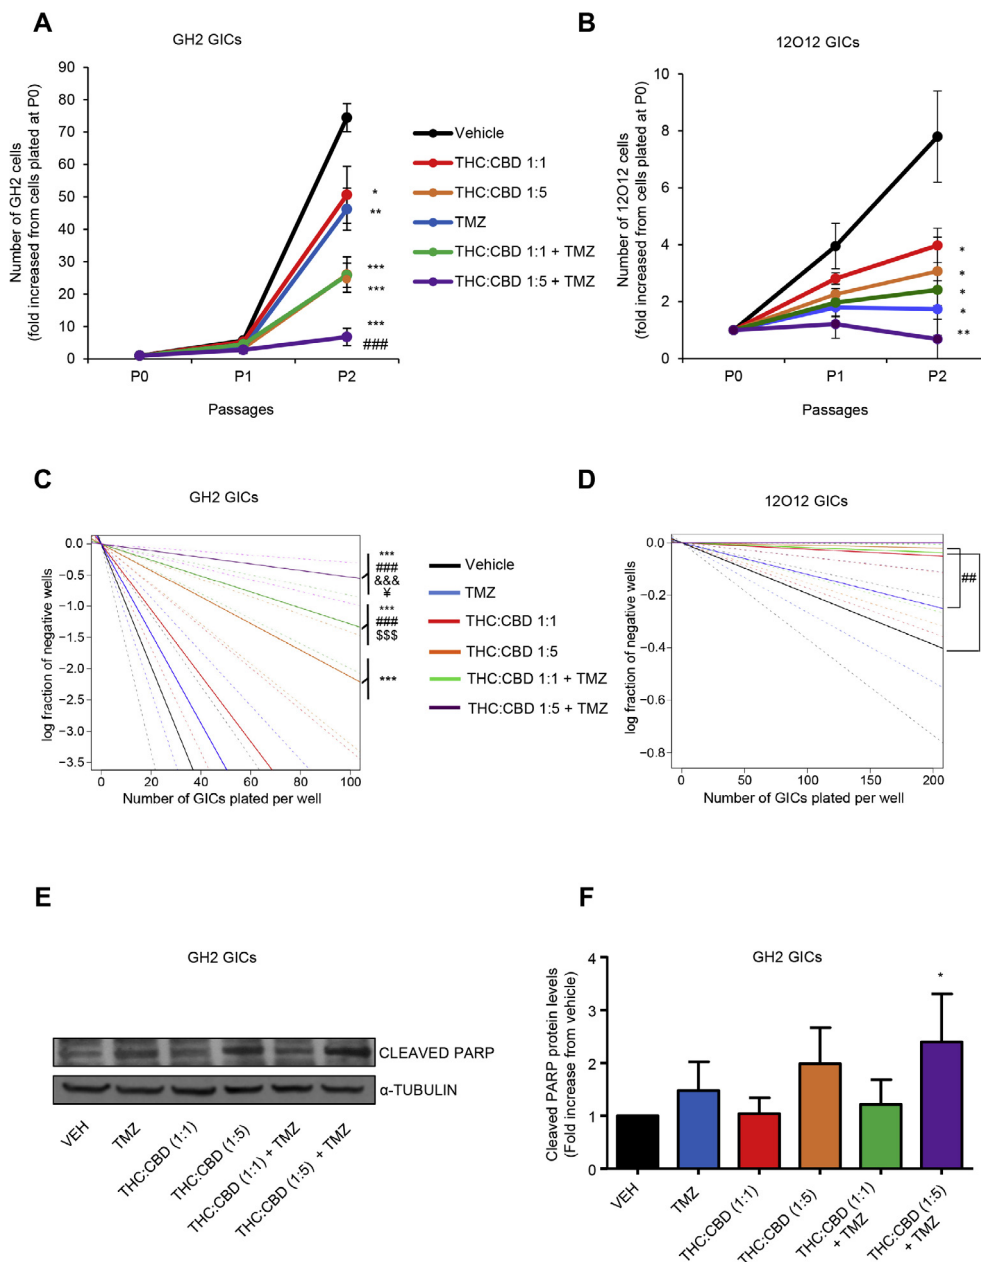 A
GH2 GICs
Number of GH2 cells
(fold increased from cells plated at P0)
90
80
70
60
50
40
30
20
10
0
P0 P1 P2
Passages
*
**
***
***
***
###
Vehicle
THC:CBD 1:1
THC:CBD 1:5
TMZ
THC:CBD 1:1 + TMZ
THC:CBD 1:5 + TMZ
B
12O12 GICs
Number of 12O12 cells
(fold increased from cells plated at P0)
10
8
6
4
2
0
P0 P1 P2
Passages
*
*
*
*
**
C
GH2 GICs
log fraction of negative wells
0.0
−0.5
−1.0
−1.5
−2.0
−2.5
−3.0
−3.5
0 20 40 60 80 100
Number of GICs plated per well
***
###
&&&
¥
***
###
$$$
***
Vehicle
TMZ
THC:CBD 1:1
THC:CBD 1:5
THC:CBD 1:1 + TMZ
THC:CBD 1:5 + TMZ
D
12O12 GICs
log fraction of negative wells
0.0
−0.2
−0.4
−0.6
−0.8
0 50 100 150 200
Number of GICs plated per well
##
E
GH2 GICs
CLEAVED PARP
α-TUBULIN
VEH
TMZ
THC:CBD (1:1)
THC:CBD (1:5)
THC:CBD (1:1) + TMZ
THC:CBD (1:5) + TMZ
F
GH2 GICs
Cleaved PARP protein levels
(Fold increase from vehicle)
4
3
2
1
0
*
VEH
TMZ
THC:CBD (1:1)
THC:CBD (1:5)
THC:CBD (1:1)
+ TMZ
THC:CBD (1:5)
+ TMZ